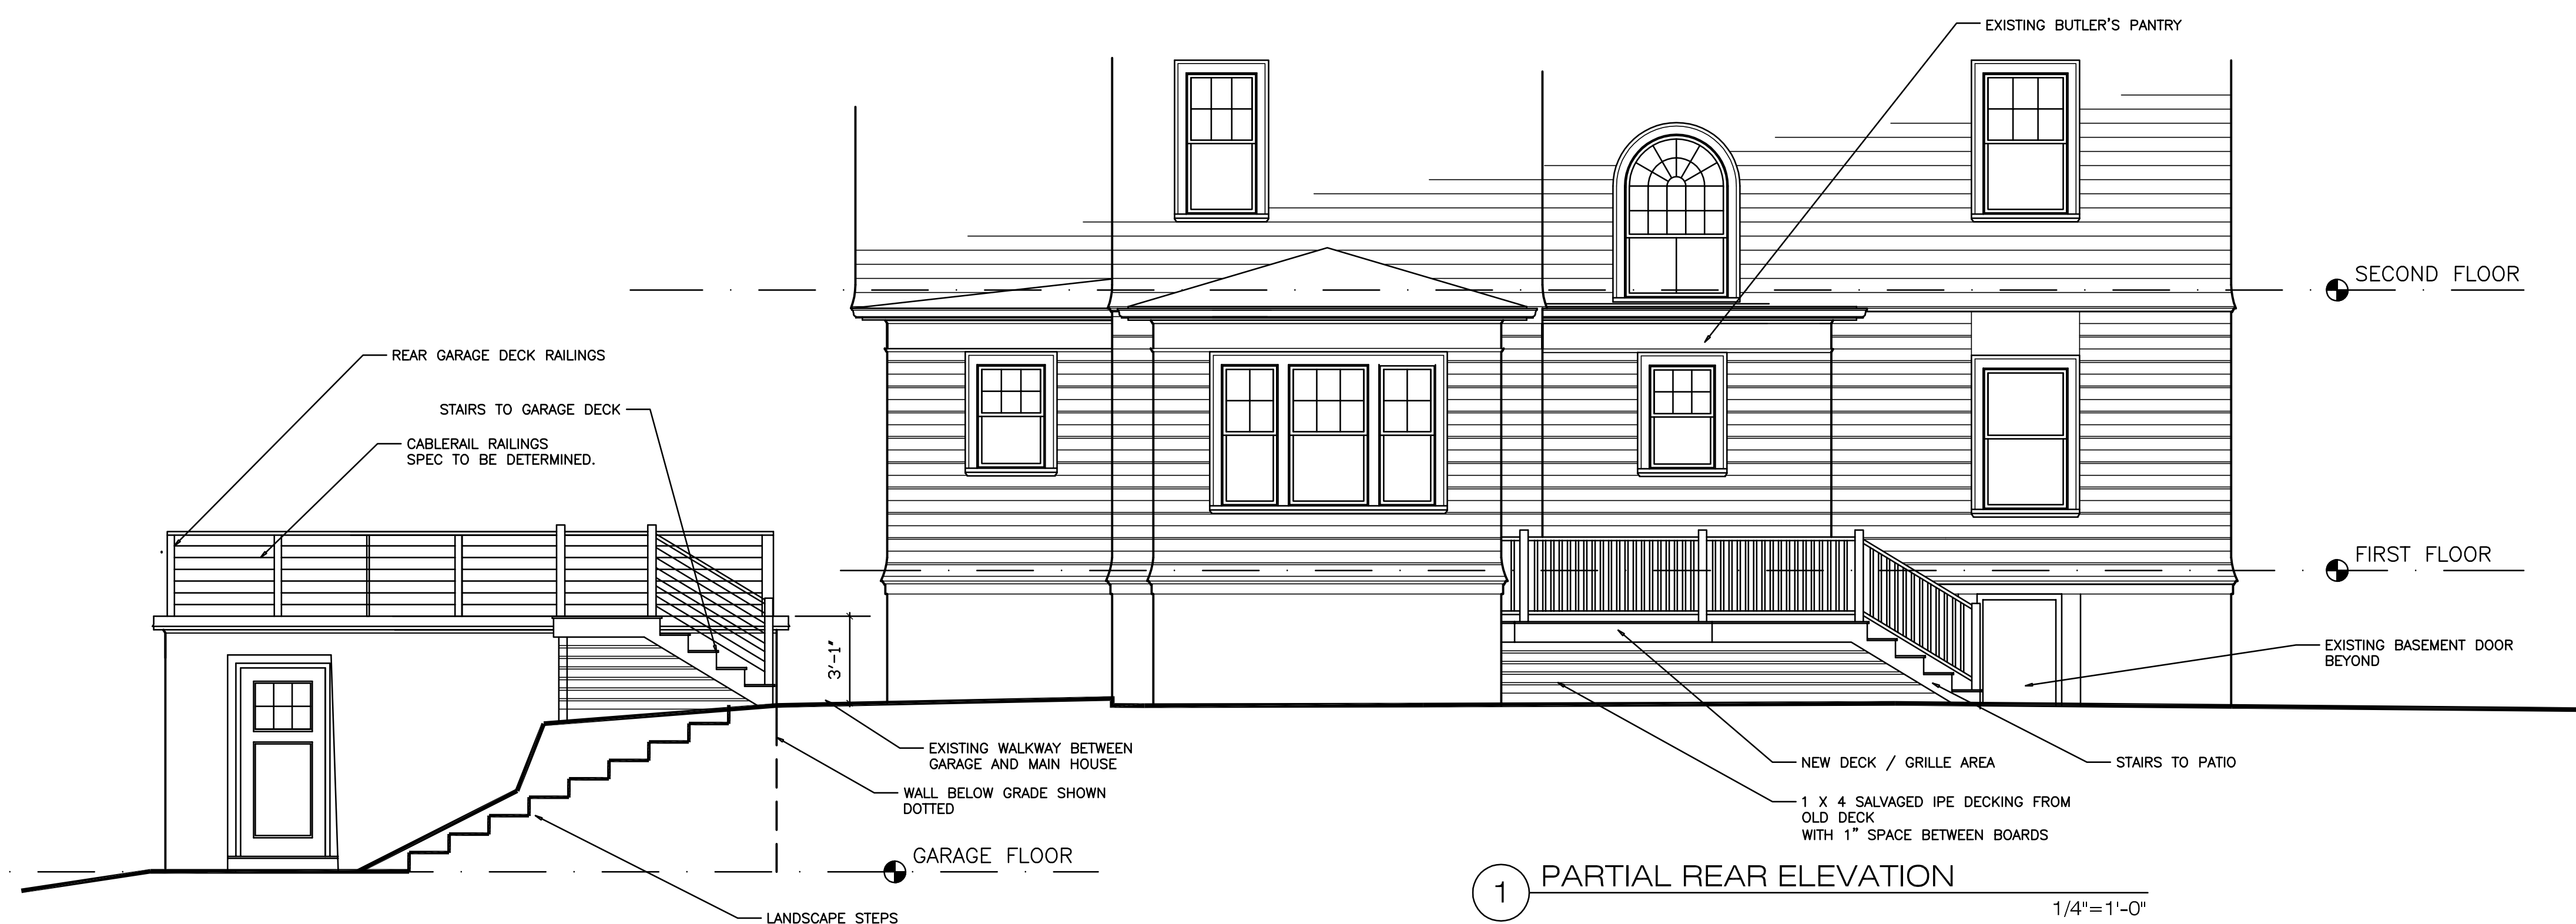 EXISTING BUTLER'S PANTRY
SECOND FLOOR
REAR GARAGE DECK RAILINGS
STAIRS TO GARAGE DECK
CABLERAIL RAILINGS
SPEC TO BE DETERMINED.
FIRST FLOOR
3'-1"
EXISTING BASEMENT DOOR
BEYOND
EXISTING WALKWAY BETWEEN
GARAGE AND MAIN HOUSE
WALL BELOW GRADE SHOWN
DOTTED
NEW DECK / GRILLE AREA
STAIRS TO PATIO
1 X 4 SALVAGED IPE DECKING FROM
OLD DECK
WITH 1" SPACE BETWEEN BOARDS
GARAGE FLOOR
LANDSCAPE STEPS
1 PARTIAL REAR ELEVATION
1/4"=1'-0"